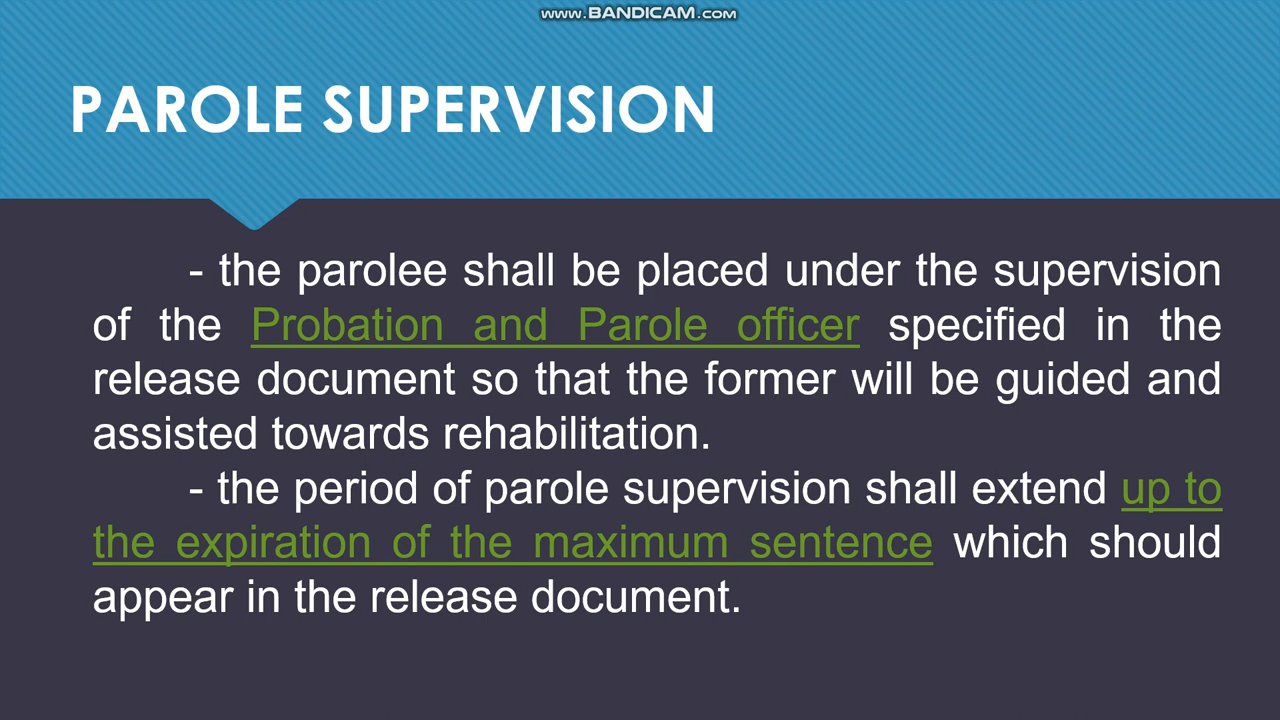 www.BANDICAM.com
PAROLE SUPERVISION
- the parolee shall be placed under the supervision
of the Probation and Parole officer specified in the
release document so that the former will be guided and
assisted towards rehabilitation.
- the period of parole supervision shall extend up to
the expiration of the maximum sentence which should
appear in the release document.